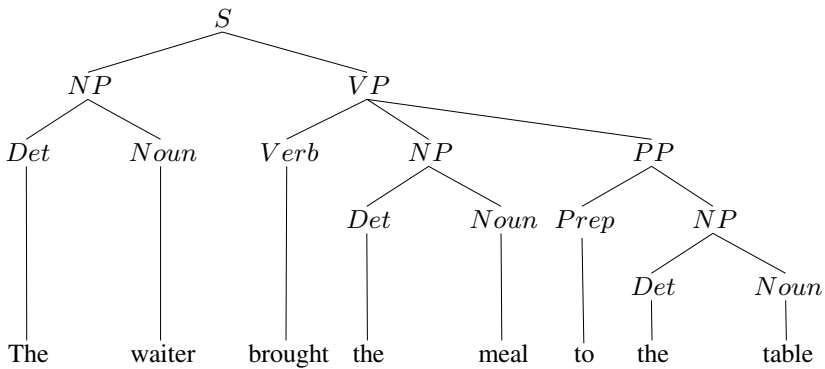 S
NP VP
Det Noun Verb NP PP
Det Noun Prep NP
Det Noun
The waiter brought the meal to the table